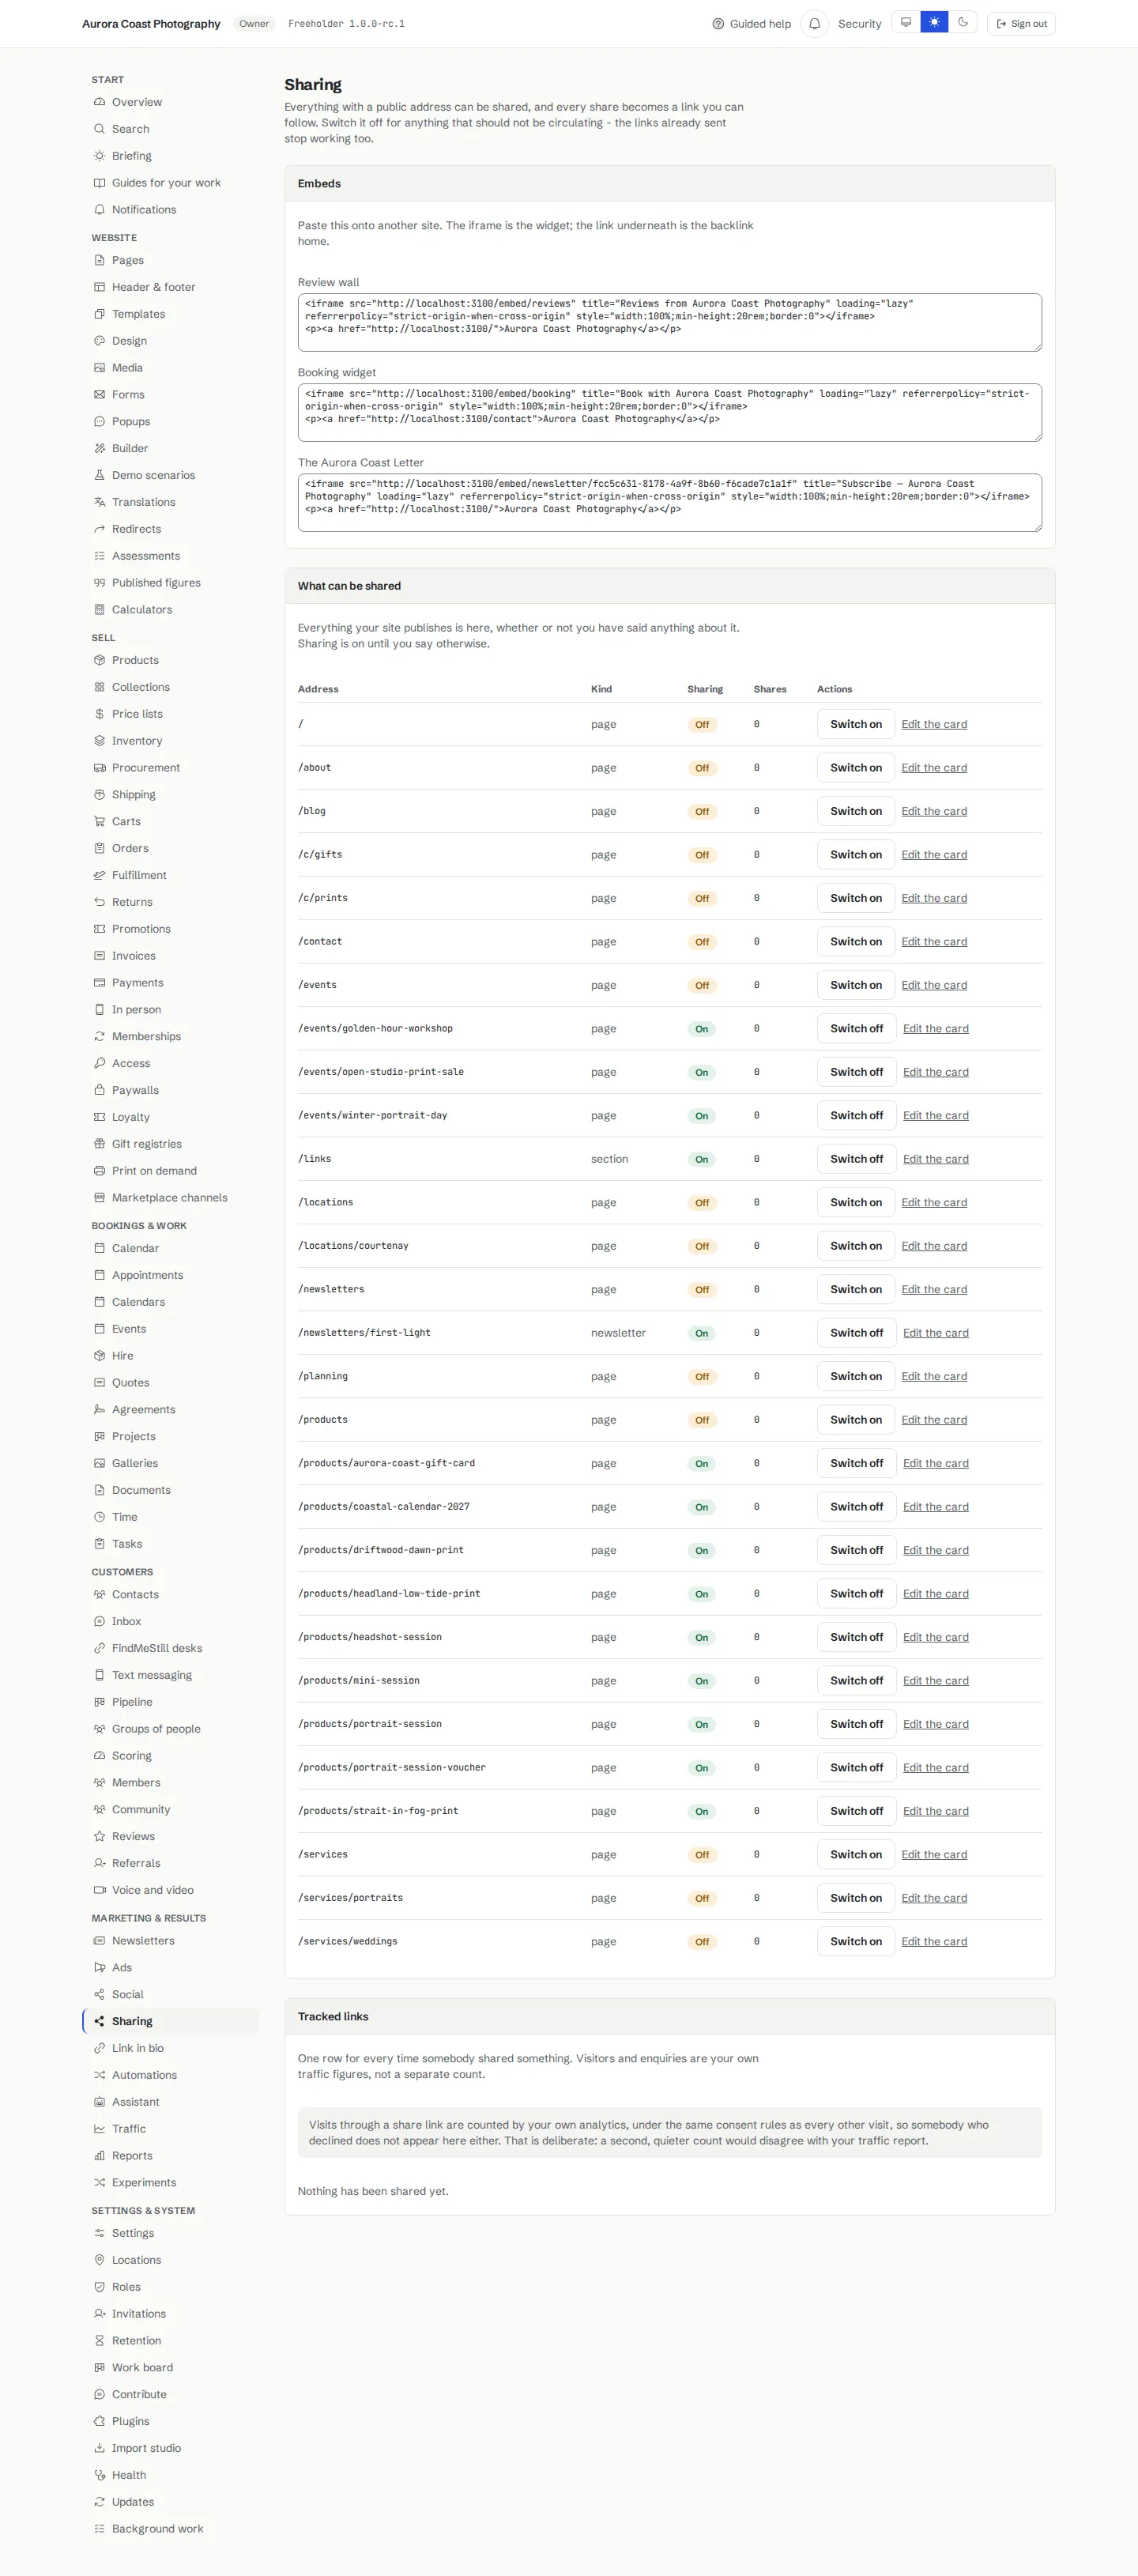 Aurora Coast Photography Owner Freeholder 1.0.0-rc.1 Guided help Security Sign out
START
Overview
Search
Briefing
Guides for your work
Notifications
WEBSITE
Pages
Header & footer
Templates
Design
Media
Forms
Popups
Builder
Demo scenarios
Translations
Redirects
Assessments
Published figures
Calculators
SELL
Products
Collections
Price lists
Inventory
Procurement
Shipping
Carts
Orders
Fulfillment
Returns
Promotions
Invoices
Payments
In person
Memberships
Access
Paywalls
Loyalty
Gift registries
Print on demand
Marketplace channels
BOOKINGS & WORK
Calendar
Appointments
Calendars
Events
Hire
Quotes
Agreements
Projects
Galleries
Documents
Time
Tasks
CUSTOMERS
Contacts
Inbox
FindMeStill desks
Text messaging
Pipeline
Groups of people
Scoring
Members
Community
Reviews
Referrals
Voice and video
MARKETING & RESULTS
Newsletters
Ads
Social
Sharing
Link in bio
Automations
Assistant
Traffic
Reports
Experiments
SETTINGS & SYSTEM
Settings
Locations
Roles
Invitations
Retention
Work board
Contribute
Plugins
Import studio
Health
Updates
Background work
Sharing
Everything with a public address can be shared, and every share becomes a link you can
follow. Switch it off for anything that should not be circulating - the links already sent
stop working too.
Embeds
Paste this onto another site. The iframe is the widget; the link underneath is the backlink
home.
Review wall
<iframe src="http://localhost:3100/embed/reviews" title="Reviews from Aurora Coast Photography" loading="lazy"
referrerpolicy="strict-origin-when-cross-origin" style="width:100%;min-height:20rem;border:0"></iframe>
<p><a href="http://localhost:3100/">Aurora Coast Photography</a></p>
Booking widget
<iframe src="http://localhost:3100/embed/booking" title="Book with Aurora Coast Photography" loading="lazy" referrerpolicy="strict-
origin-when-cross-origin" style="width:100%;min-height:20rem;border:0"></iframe>
<p><a href="http://localhost:3100/contact">Aurora Coast Photography</a></p>
The Aurora Coast Letter
<iframe src="http://localhost:3100/embed/newsletter/fcc5c631-8178-4a9f-8b60-f6cade7c1a1f" title="Subscribe — Aurora Coast
Photography" loading="lazy" referrerpolicy="strict-origin-when-cross-origin" style="width:100%;min-height:20rem;border:0"></iframe>
<p><a href="http://localhost:3100/">Aurora Coast Photography</a></p>
What can be shared
Everything your site publishes is here, whether or not you have said anything about it.
Sharing is on until you say otherwise.
Address Kind Sharing Shares Actions
/ page Off 0 Switch on Edit the card
/about page Off 0 Switch on Edit the card
/blog page Off 0 Switch on Edit the card
/c/gifts page Off 0 Switch on Edit the card
/c/prints page Off 0 Switch on Edit the card
/contact page Off 0 Switch on Edit the card
/events page Off 0 Switch on Edit the card
/events/golden-hour-workshop page On 0 Switch off Edit the card
/events/open-studio-print-sale page On 0 Switch off Edit the card
/events/winter-portrait-day page On 0 Switch off Edit the card
/links section On 0 Switch off Edit the card
/locations page Off 0 Switch on Edit the card
/locations/courtenay page Off 0 Switch on Edit the card
/newsletters page Off 0 Switch on Edit the card
/newsletters/first-light newsletter On 0 Switch off Edit the card
/planning page Off 0 Switch on Edit the card
/products page Off 0 Switch on Edit the card
/products/aurora-coast-gift-card page On 0 Switch off Edit the card
/products/coastal-calendar-2027 page On 0 Switch off Edit the card
/products/driftwood-dawn-print page On 0 Switch off Edit the card
/products/headland-low-tide-print page On 0 Switch off Edit the card
/products/headshot-session page On 0 Switch off Edit the card
/products/mini-session page On 0 Switch off Edit the card
/products/portrait-session page On 0 Switch off Edit the card
/products/portrait-session-voucher page On 0 Switch off Edit the card
/products/strait-in-fog-print page On 0 Switch off Edit the card
/services page Off 0 Switch on Edit the card
/services/portraits page Off 0 Switch on Edit the card
/services/weddings page Off 0 Switch on Edit the card
Tracked links
One row for every time somebody shared something. Visitors and enquiries are your own
traffic figures, not a separate count.
Visits through a share link are counted by your own analytics, under the same consent rules as every other visit, so somebody who
declined does not appear here either. That is deliberate: a second, quieter count would disagree with your traffic report.
Nothing has been shared yet.